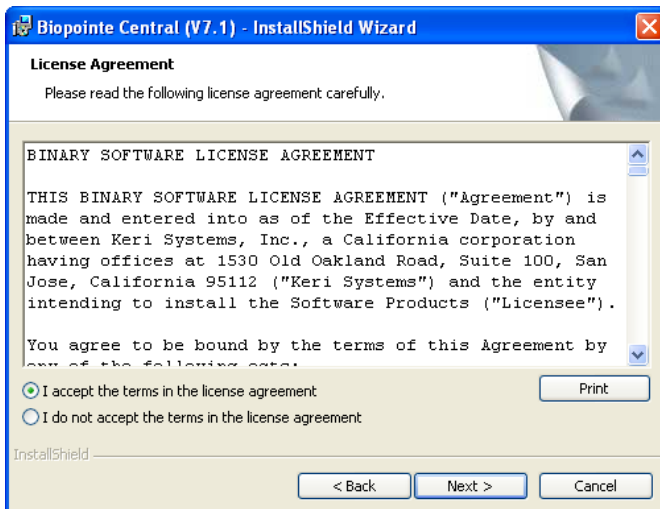 Biopointe Central (V7.1) - InstallShield Wizard
License Agreement
Please read the following license agreement carefully.
BINARY SOFTWARE LICENSE AGREEMENT
THIS BINARY SOFTWARE LICENSE AGREEMENT ("Agreement") is
made and entered into as of the Effective Date, by and
between Keri Systems, Inc., a California corporation
having offices at 1530 Old Oakland Road, Suite 100, San
Jose, California 95112 ("Keri Systems") and the entity
intending to install the Software Products ("Licensee").
You agree to be bound by the terms of this Agreement by
any of the following
I accept the terms in the license agreement
Print
I do not accept the terms in the license agreement
InstallShield
< Back
Next >
Cancel